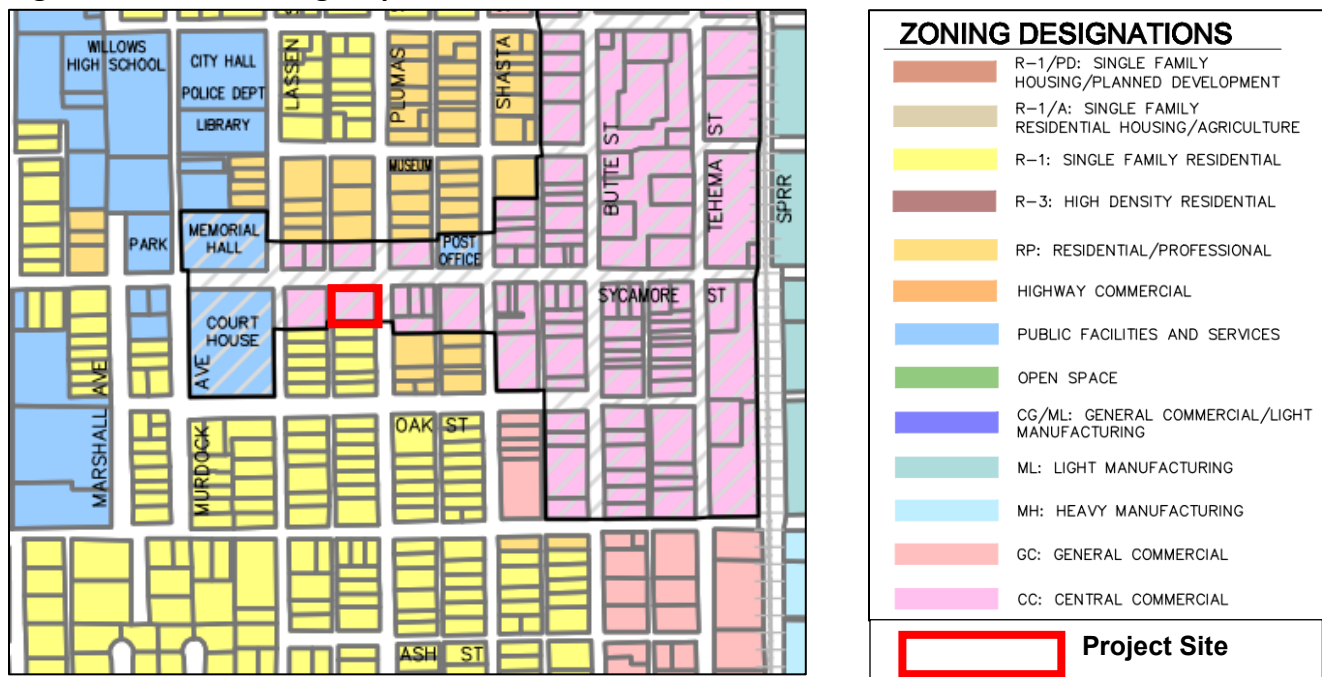 WILLOWS
HIGH SCHOOL
CITY HALL
POLICE DEPT
LIBRARY
LASSEN
PLUMAS
SHASTA
BUTTE ST
ST
TEHEMA
SPRR
MUSEUM
PARK
MEMORIAL
HALL
POST
OFFICE
COURT
HOUSE
SYCAMORE ST
AVE
MARSHALL AVE
MURDOCK
OAK ST
ASH ST
ZONING DESIGNATIONS
R-1/PD: SINGLE FAMILY
HOUSING/PLANNED DEVELOPMENT
R-1/A: SINGLE FAMILY
RESIDENTIAL HOUSING/AGRICULTURE
R-1: SINGLE FAMILY RESIDENTIAL
R-3: HIGH DENSITY RESIDENTIAL
RP: RESIDENTIAL/PROFESSIONAL
HIGHWAY COMMERCIAL
PUBLIC FACILITIES AND SERVICES
OPEN SPACE
CG/ML: GENERAL COMMERCIAL/LIGHT
MANUFACTURING
ML: LIGHT MANUFACTURING
MH: HEAVY MANUFACTURING
GC: GENERAL COMMERCIAL
CC: CENTRAL COMMERCIAL
Project Site